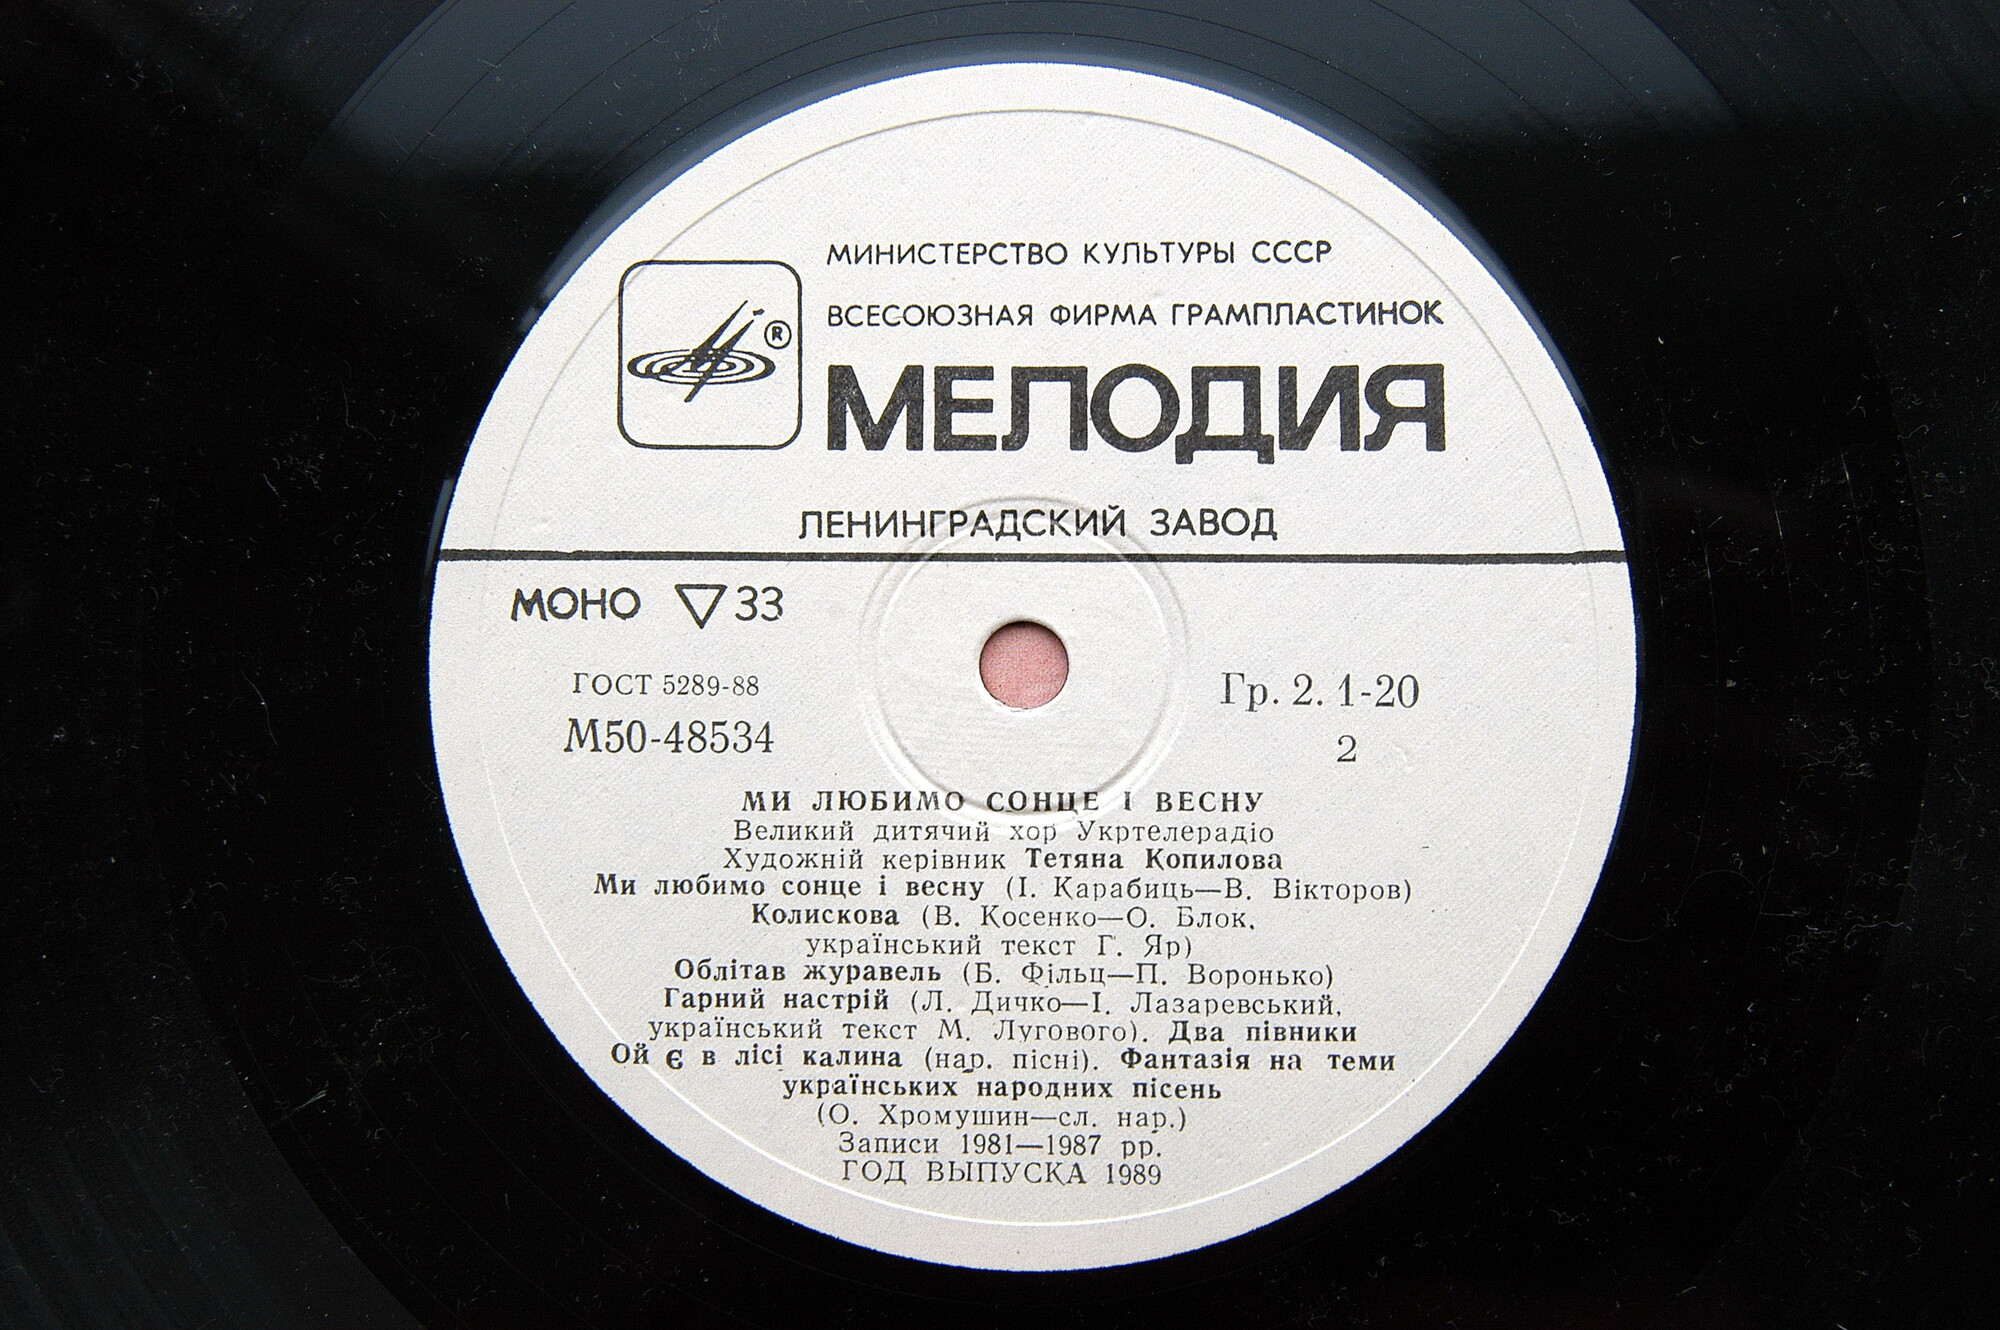 МИНИСТЕРСТВО КУЛЬТУРЫ СССР
ВСЕСОЮЗНАЯ ФИРМА ГРАМПЛАСТИНОК
®
МЕЛОДИЯ
ЛЕНИНГРАДСКИЙ ЗАВОД
МОНО ▽ 33
ГОСТ 5289-88
М50-48534
Гр. 2. 1-20
2
МИ ЛЮБИМО СОНЦЕ І ВЕСНУ
Великий дитячий хор Укртелерадіо
Художній керівник Тетяна Копилова
Ми любимо сонце і весну (І. Карабиць—В. Вікторов)
Колискова (В. Косенко—О. Блок,
український текст Г. Яр)
Облітав журавель (Б. Фільц—П. Воронько)
Гарний настрій (Л. Дичко—І. Лазаревський,
український текст М. Лугового). Два півники
Ой є в лісі калина (нар. пісні). Фантазія на теми
українських народних пісень
(О. Хромушин—сл. нар.)
Записи 1981—1987 рр.
ГОД ВЫПУСКА 1989